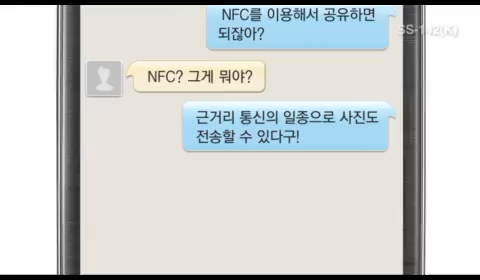 NFC를 이용해서 공유하면
되잖아?
SS-142(K)
NFC? 그게 뭐야?
근거리 통신의 일종으로 사진도
전송할 수 있다구!